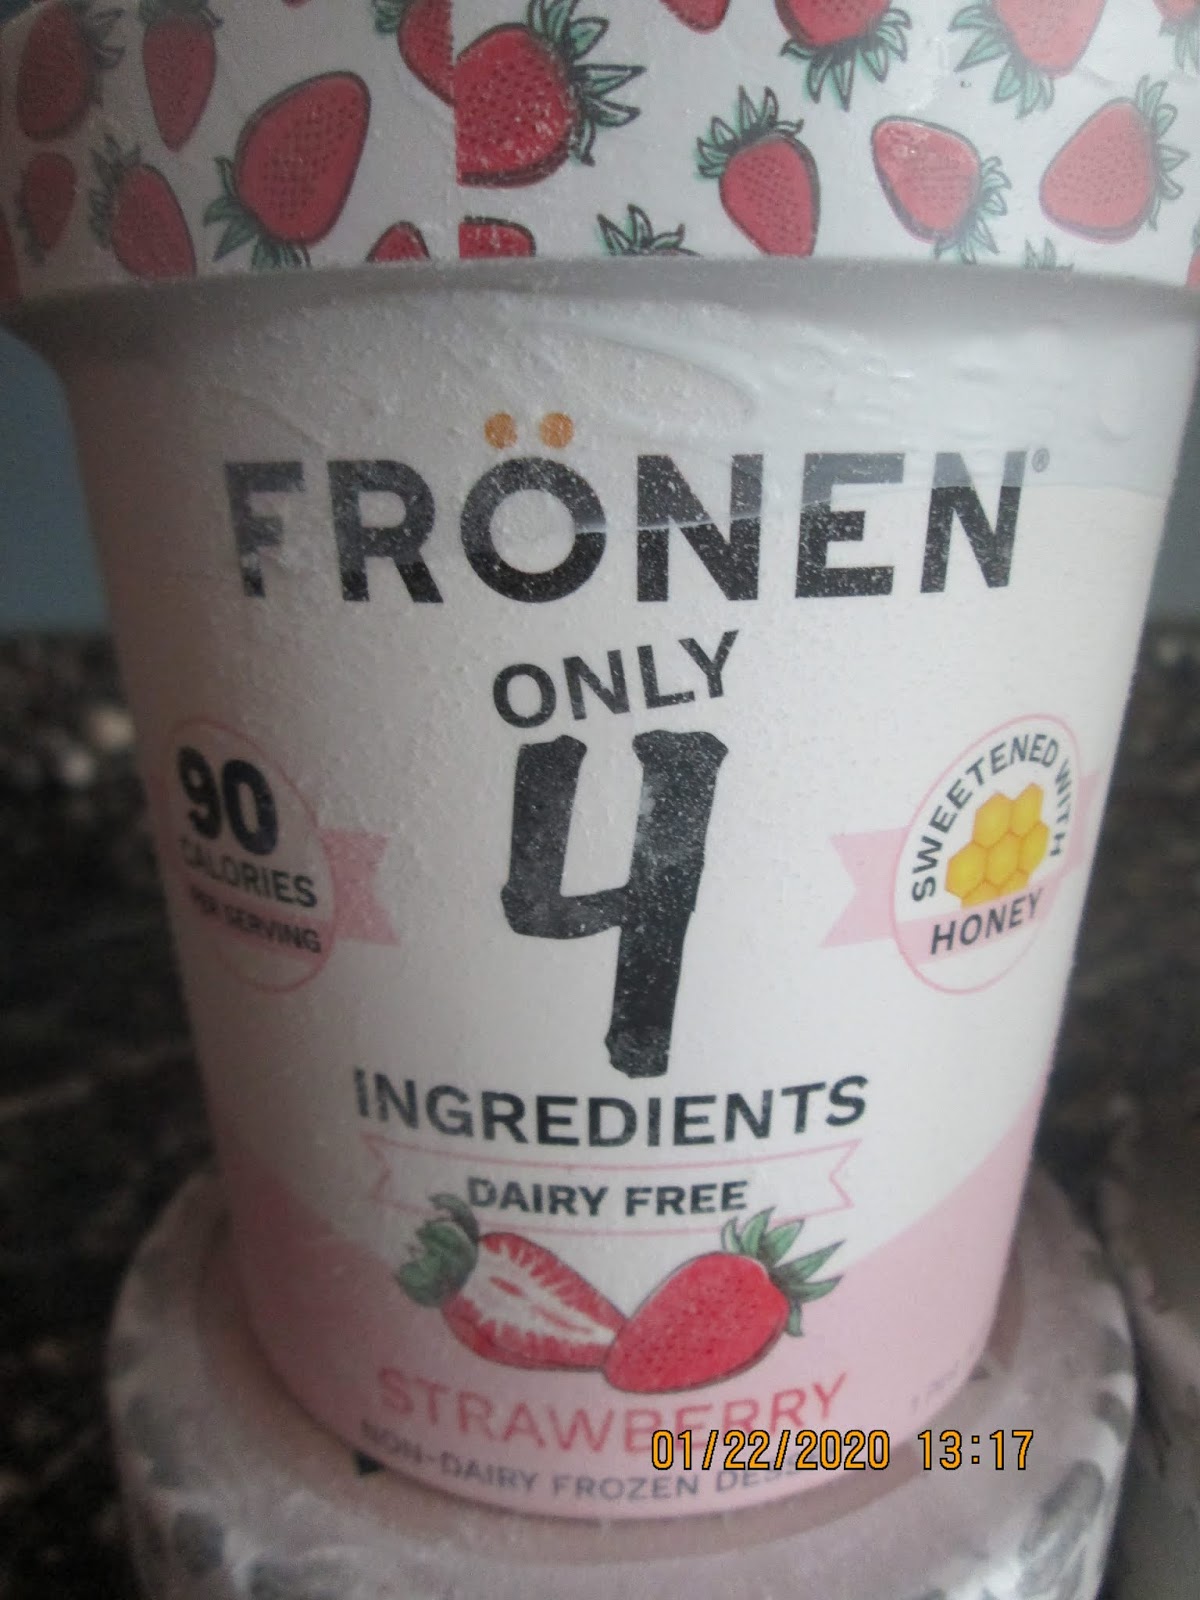 FRÖNEN®
ONLY
4
INGREDIENTS
90
CALORIES
PER SERVING
SWEETENED WITH
HONEY
DAIRY FREE
STRAWBERRY
NON-DAIRY FROZEN
01/22/2020 13:17